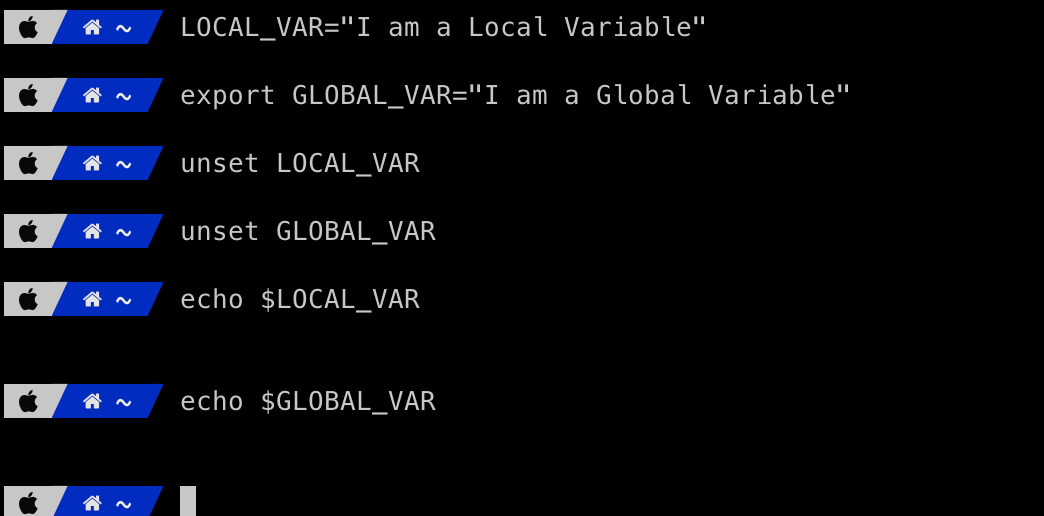 ~ LOCAL_VAR="I am a Local Variable"
~ export GLOBAL_VAR="I am a Global Variable"
~ unset LOCAL_VAR
~ unset GLOBAL_VAR
~ echo $LOCAL_VAR
~ echo $GLOBAL_VAR
~